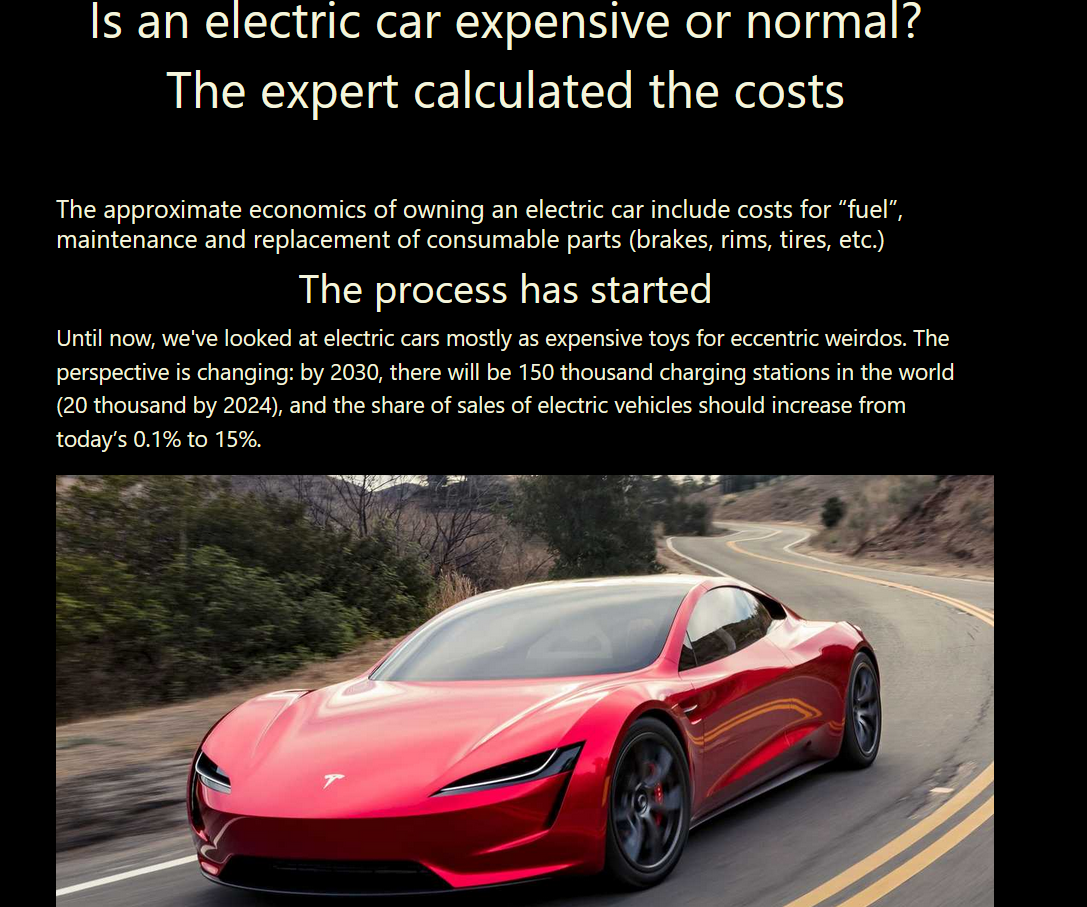 Is an electric car expensive or normal?
The expert calculated the costs
The approximate economics of owning an electric car include costs for “fuel”,
maintenance and replacement of consumable parts (brakes, rims, tires, etc.)
The process has started
Until now, we've looked at electric cars mostly as expensive toys for eccentric weirdos. The
perspective is changing: by 2030, there will be 150 thousand charging stations in the world
(20 thousand by 2024), and the share of sales of electric vehicles should increase from
today’s 0.1% to 15%.